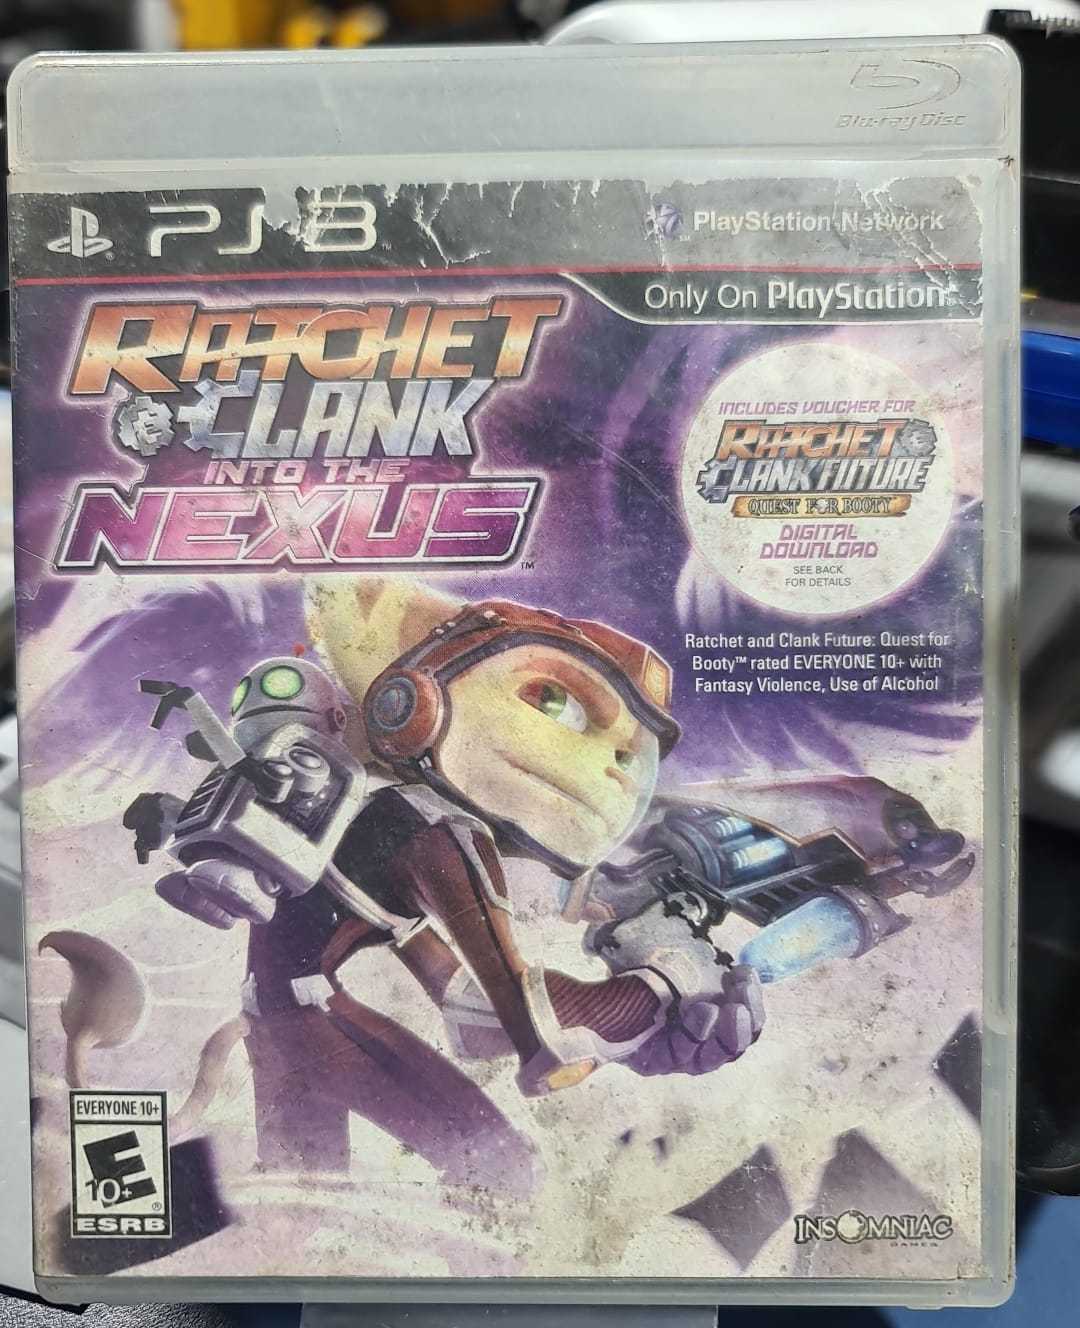 Blu-ray Disc
PS3
PlayStation Network
Only On PlayStation
RATCHET
& CLANK
INTO THE
NEXUS™
INCLUDES VOUCHER FOR
RATCHET &
CLANK FUTURE
QUEST FOR BOOTY
DIGITAL
DOWNLOAD
SEE BACK
FOR DETAILS
Ratchet and Clank Future: Quest for
Booty™ rated EVERYONE 10+ with
Fantasy Violence, Use of Alcohol
EVERYONE 10+
E
10+
ESRB
INSOMNIAC
GAMES